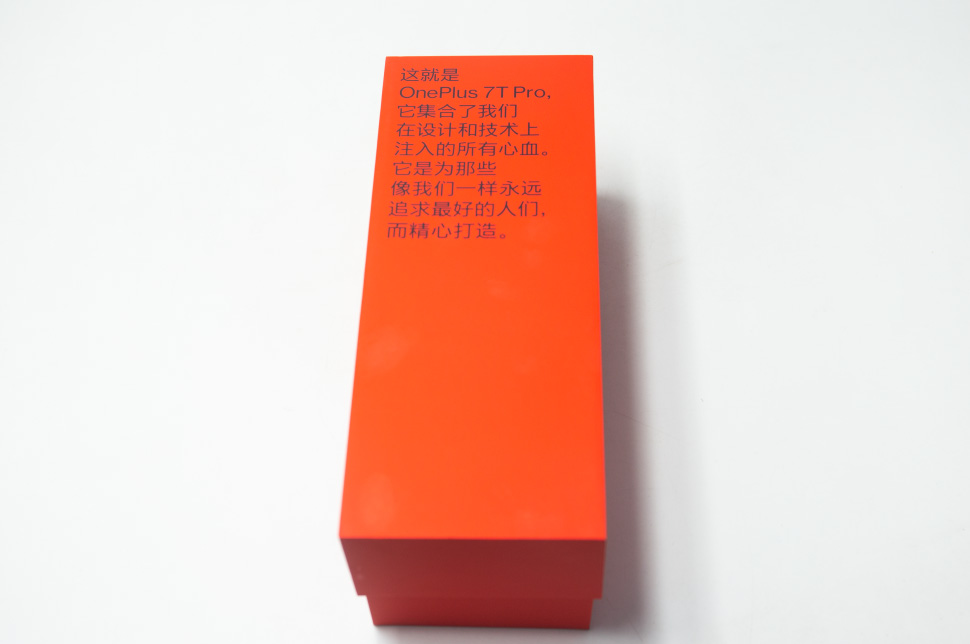 这就是
OnePlus 7T Pro,
它集合了我们
在设计和技术上
注入的所有心血。
它是为那些
像我们一样永远
追求最好的人们,
而精心打造。